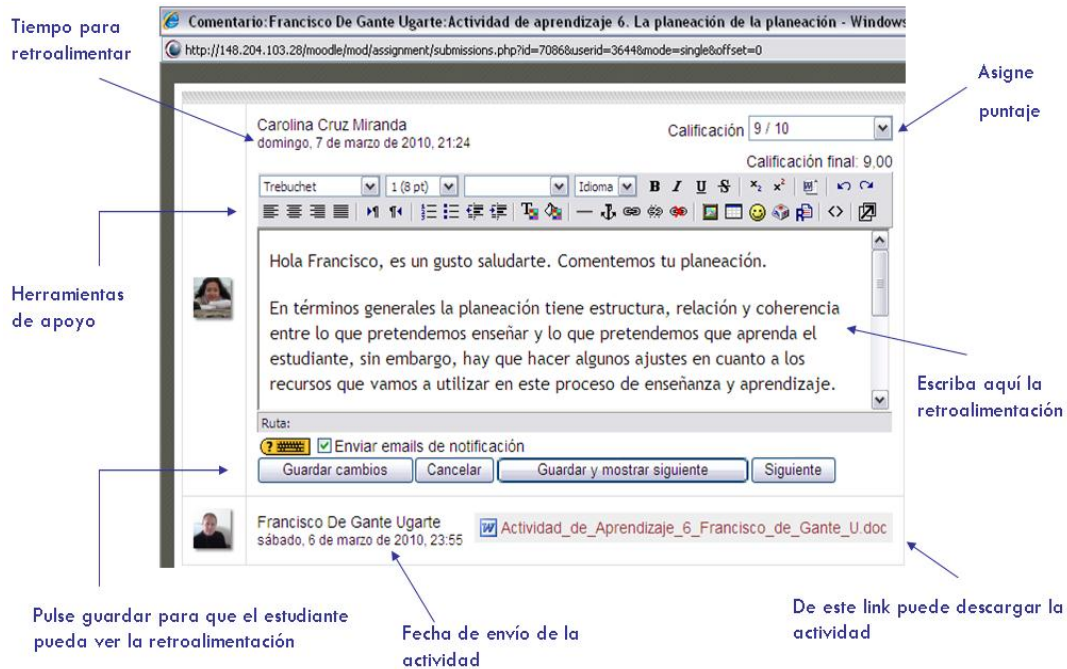 Tiempo para
retroalimentar
Comentario:Francisco De Gante Ugarte:Actividad de aprendizaje 6. La planeación de la planeación - Windows
http://148.204.103.28/moodle/mod/assignment/submissions.php?id=7086&userid=3644&mode=single&offset=0
Asigne
puntaje
Carolina Cruz Miranda
domingo, 7 de marzo de 2010, 21:24
Calificación 9 / 10
Calificación final: 9,00
Trebuchet 1 (8 pt) Idioma B I U S x₂ x²
Herramientas
de apoyo
Hola Francisco, es un gusto saludarte. Comentemos tu planeación.
En términos generales la planeación tiene estructura, relación y coherencia
entre lo que pretendemos enseñar y lo que pretendemos que aprenda el
estudiante, sin embargo, hay que hacer algunos ajustes en cuanto a los
recursos que vamos a utilizar en este proceso de enseñanza y aprendizaje.
Escriba aquí la
retroalimentación
Ruta:
? Enviar emails de notificación
Guardar cambios Cancelar Guardar y mostrar siguiente Siguiente
Francisco De Gante Ugarte
sábado, 6 de marzo de 2010, 23:55
Actividad_de_Aprendizaje_6_Francisco_de_Gante_U.doc
Pulse guardar para que el estudiante
pueda ver la retroalimentación
Fecha de envío de la
actividad
De este link puede descargar la
actividad